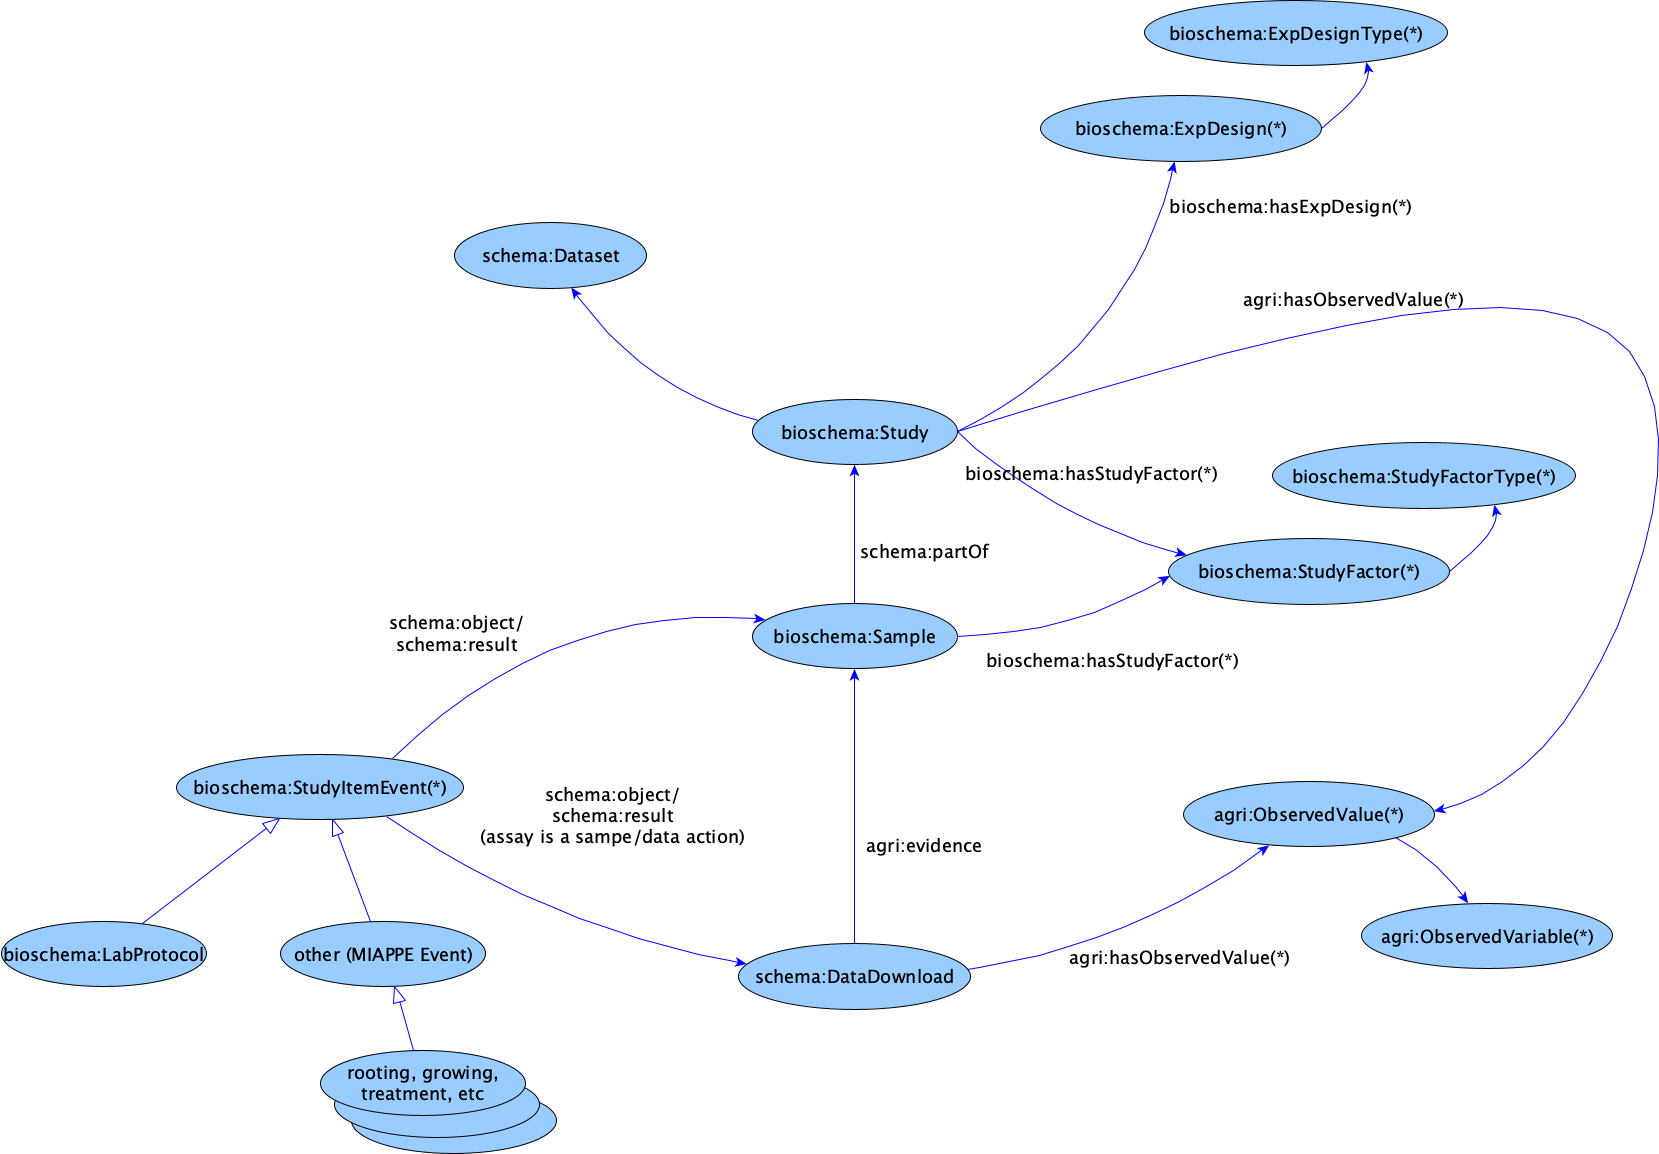 bioschema:ExpDesignType(*)
bioschema:ExpDesign(*)
bioschema:hasExpDesign(*)
schema:Dataset
agri:hasObservedValue(*)
bioschema:Study
bioschema:hasStudyFactor(*)
bioschema:StudyFactorType(*)
schema:partOf
bioschema:StudyFactor(*)
schema:object/
schema:result
bioschema:Sample
bioschema:hasStudyFactor(*)
bioschema:StudyItemEvent(*)
schema:object/
schema:result
(assay is a sampe/data action)
agri:evidence
agri:ObservedValue(*)
bioschema:LabProtocol
other (MIAPPE Event)
schema:DataDownload
agri:hasObservedValue(*)
agri:ObservedVariable(*)
rooting, growing,
treatment, etc